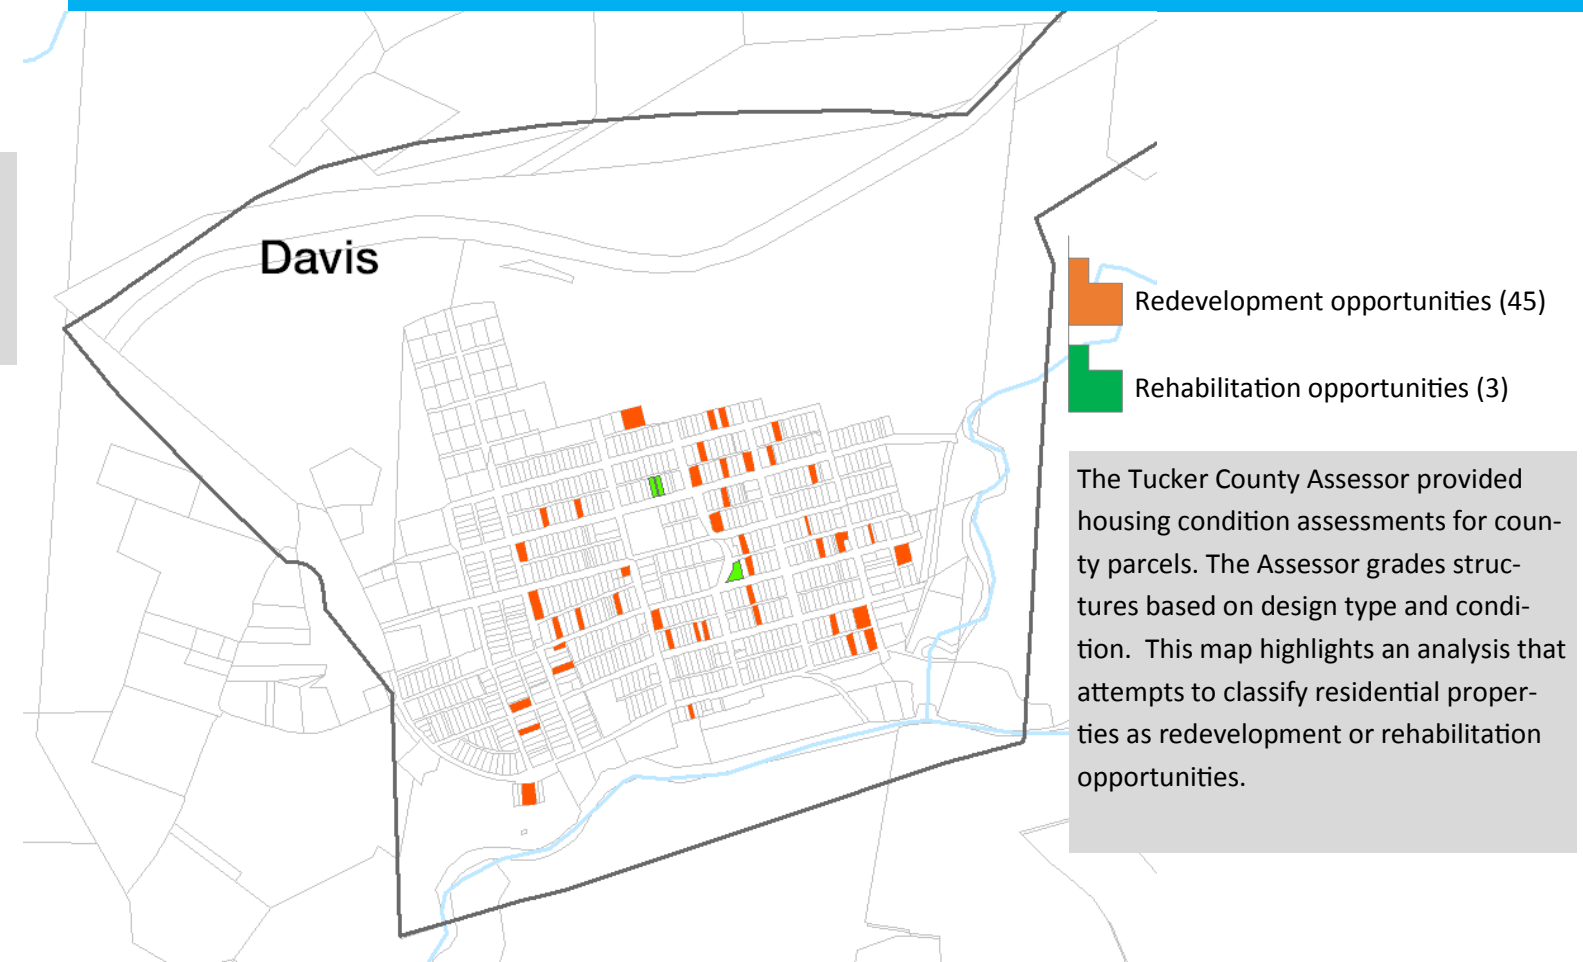 Davis
Redevelopment opportunities (45)
Rehabilitation opportunities (3)
The Tucker County Assessor provided
housing condition assessments for coun-
ty parcels. The Assessor grades struc-
tures based on design type and condi-
tion.  This map highlights an analysis that
attempts to classify residential proper-
ties as redevelopment or rehabilitation
opportunities.